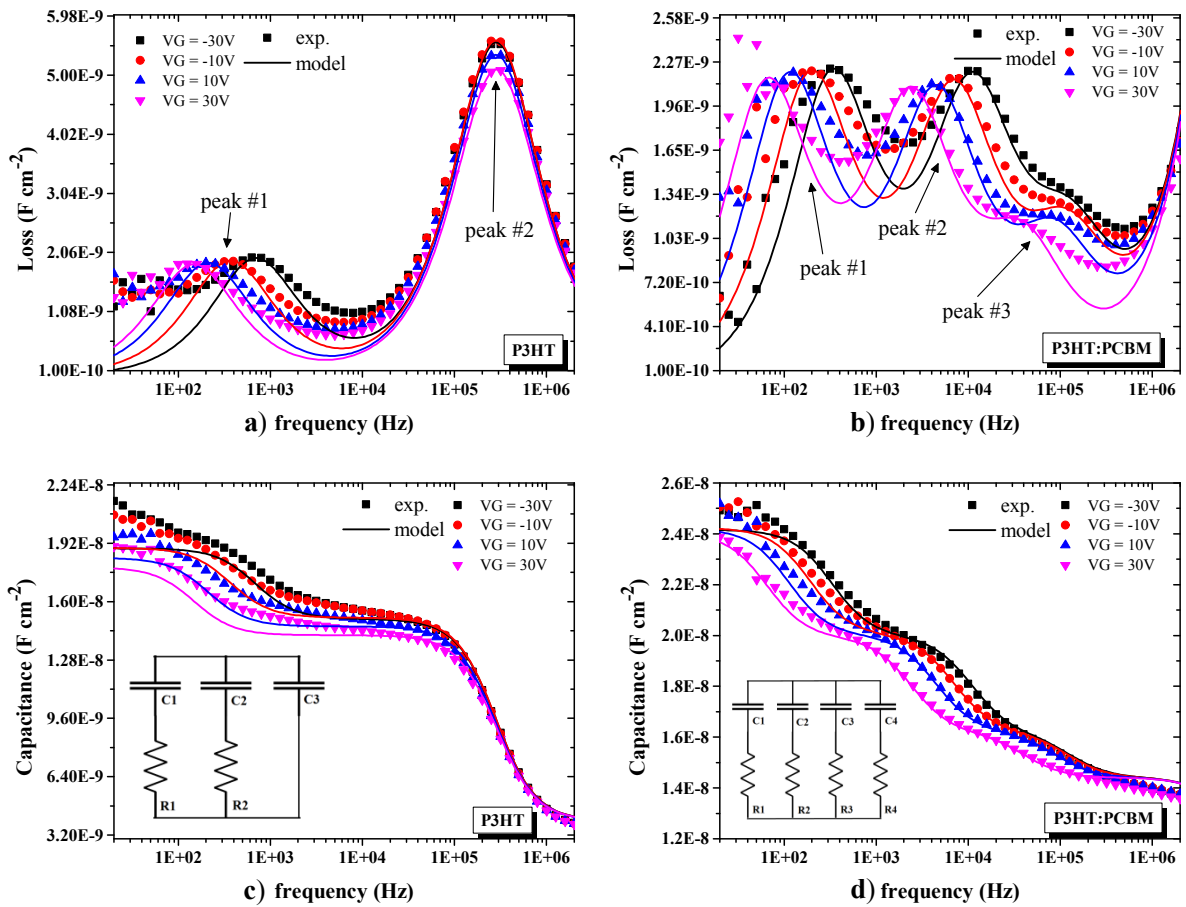 5.98E-9
5.00E-9
4.02E-9
3.04E-9
2.06E-9
1.08E-9
1.00E-10
Loss (F cm-2)
VG = -30V
VG = -10V
VG = 10V
VG = 30V
exp.
model
peak #1
peak #2
P3HT
1E+02 1E+03 1E+04 1E+05 1E+06
a) frequency (Hz)
2.58E-9
2.27E-9
1.96E-9
1.65E-9
1.34E-9
1.03E-9
7.20E-10
4.10E-10
1.00E-10
Loss (F cm-2)
exp.
model
VG = -30V
VG = -10V
VG = 10V
VG = 30V
peak #1
peak #2
peak #3
P3HT:PCBM
1E+02 1E+03 1E+04 1E+05 1E+06
b) frequency (Hz)
2.24E-8
1.92E-8
1.60E-8
1.28E-8
9.60E-9
6.40E-9
3.20E-9
Capacitance (F cm-2)
exp.
model
VG = -30V
VG = -10V
VG = 10V
VG = 30V
C1 C2 C3
R1 R2
P3HT
1E+02 1E+03 1E+04 1E+05 1E+06
c) frequency (Hz)
2.6E-8
2.4E-8
2.2E-8
2.0E-8
1.8E-8
1.6E-8
1.4E-8
1.2E-8
Capacitance (F cm-2)
exp.
model
VG = -30V
VG = -10V
VG = 10V
VG = 30V
C1 C2 C3 C4
R1 R2 R3 R4
P3HT:PCBM
1E+02 1E+03 1E+04 1E+05 1E+06
d) frequency (Hz)